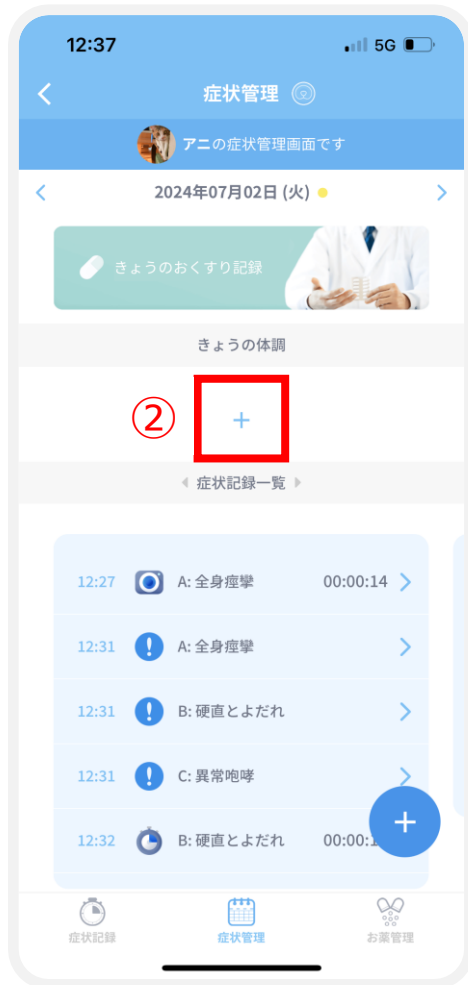 12:37 5G
症状管理
アニの症状管理画面です
2024年07月02日 (火)
きょうのおくすり記録
きょうの体調
② +
症状記録一覧
12:27 A: 全身痙攣 00:00:14
12:31 A: 全身痙攣
12:31 B: 硬直とよだれ
12:31 C: 異常咆哮
12:32 B: 硬直とよだれ 00:00:
+
症状記録 症状管理 お薬管理